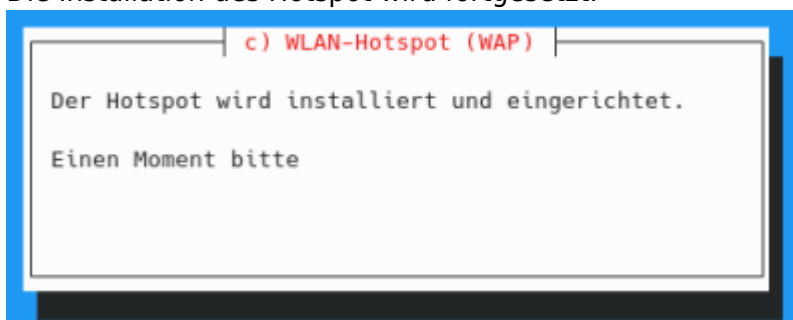 Die Installation des Hotspot wird fortgesetzt.
c) WLAN-Hotspot (WAP)
Der Hotspot wird installiert und eingerichtet.
Einen Moment bitte